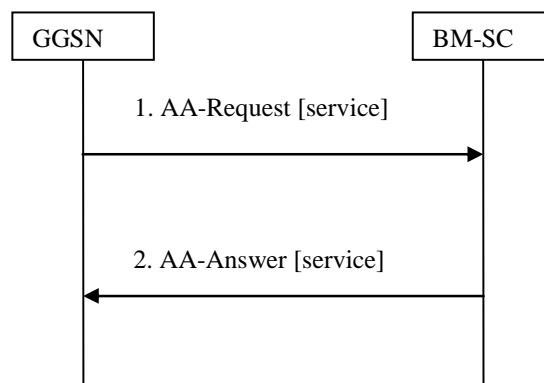 GGSN
BM-SC
1. AA-Request [service]
2. AA-Answer [service]